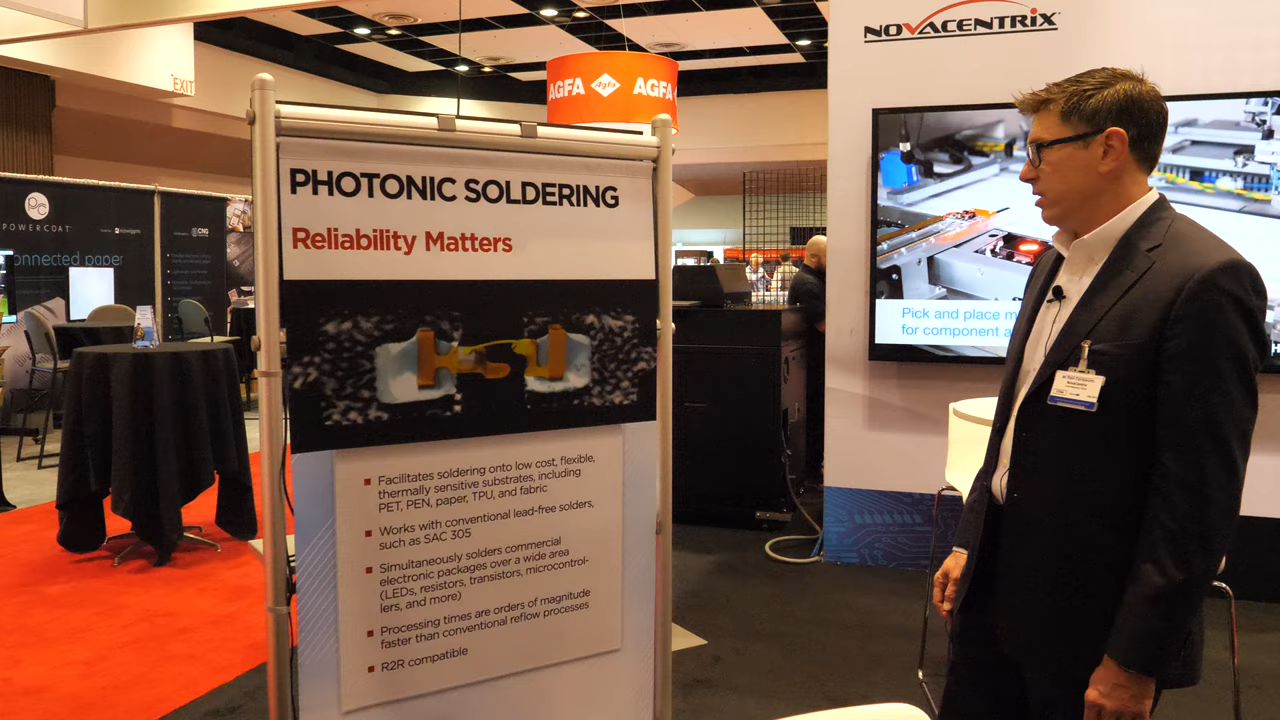 NOVACENTRIX
EXIT
AGFA Agfa AGFA
PHOTONIC SOLDERING
Reliability Matters
POWERCOAT
CNG
onnected paper
Pick and place m
for component a
Facilitates soldering onto low cost, flexible,
thermally sensitive substrates, including
PET, PEN, paper, TPU, and fabric
Works with conventional lead-free solders,
such as SAC 305
Simultaneously solders commercial
electronic packages over a wide area
(LEDs, resistors, transistors, microcontrol-
lers, and more)
Processing times are orders of magnitude
faster than conventional reflow processes
R2R compatible